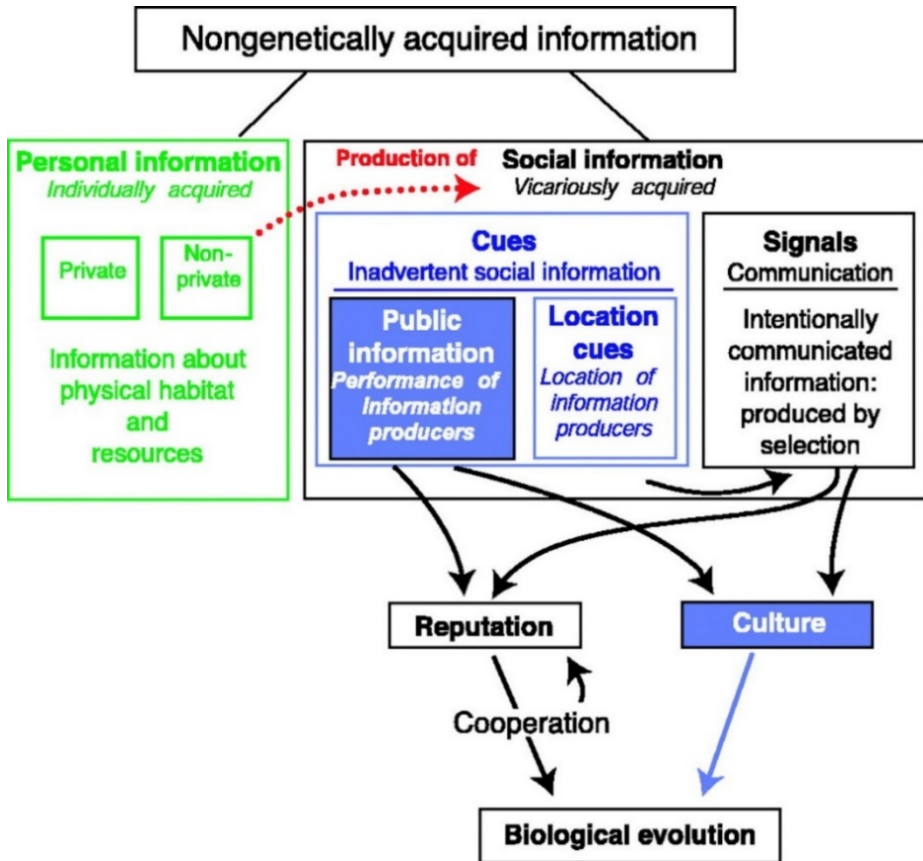 Nongenetically acquired information
Personal information
Individually acquired
Private
Non-
private
Information about
physical habitat
and
resources
Production of
Social information
Vicariously acquired
Cues
Inadvertent social information
Public
information
Performance of
Information
producers
Location
cues
Location of
information
producers
Signals
Communication
Intentionally
communicated
information:
produced by
selection
Reputation
Culture
Cooperation
Biological evolution